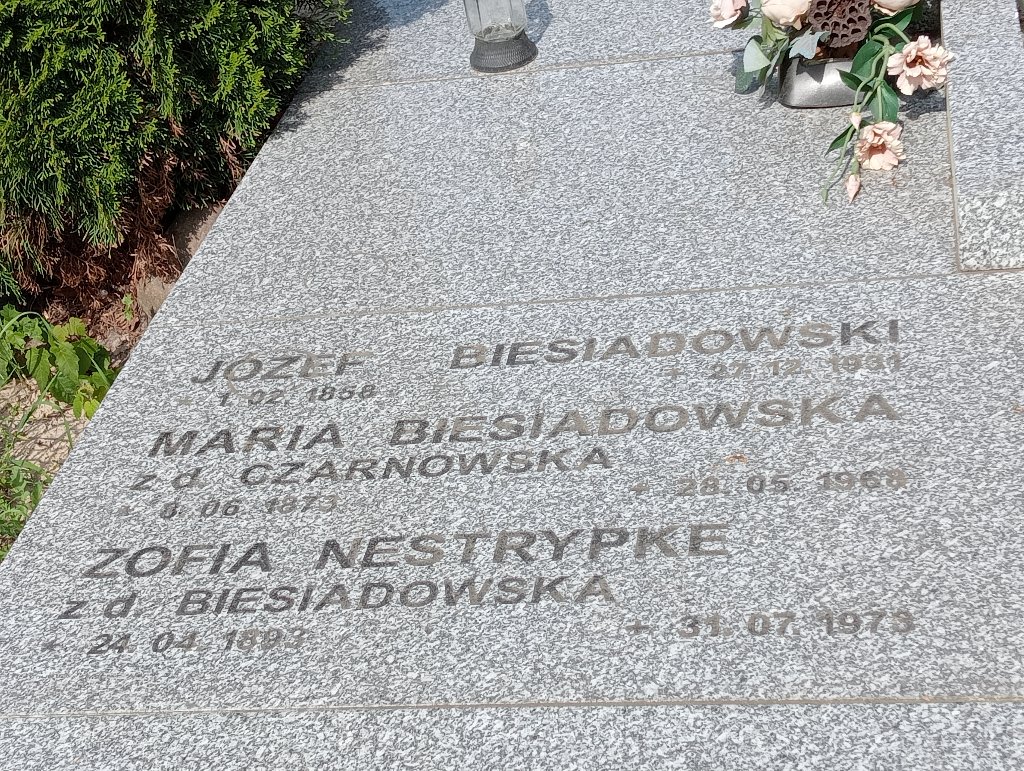 JÓZEF BIESIADOWSKI
* 1. 02. 1858 + 27. 12. 1931
MARIA BIESIADOWSKA
z d. CZARNOWSKA
* 6. 06. 1873 + 28. 05. 1968
ZOFIA NESTRYPKE
z d. BIESIADOWSKA
* 24. 04. 1893 + 31. 07. 1973